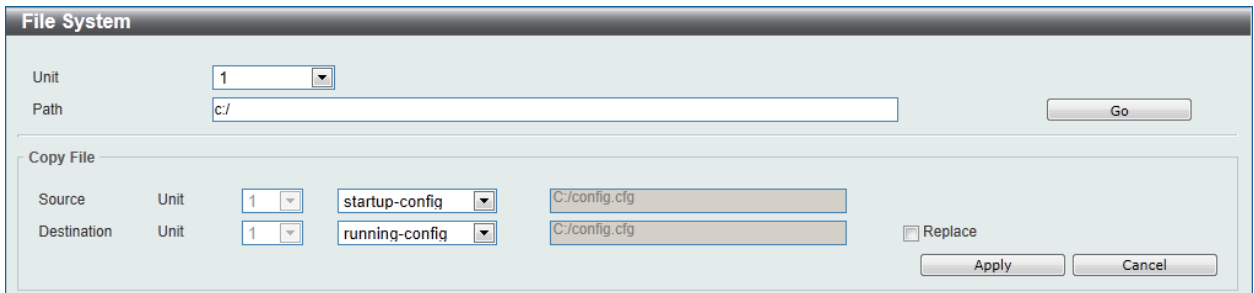 File System
Unit 1
Path c:/ Go
Copy File
Source Unit 1 startup-config C:/config.cfg
Destination Unit 1 running-config C:/config.cfg Replace
Apply Cancel